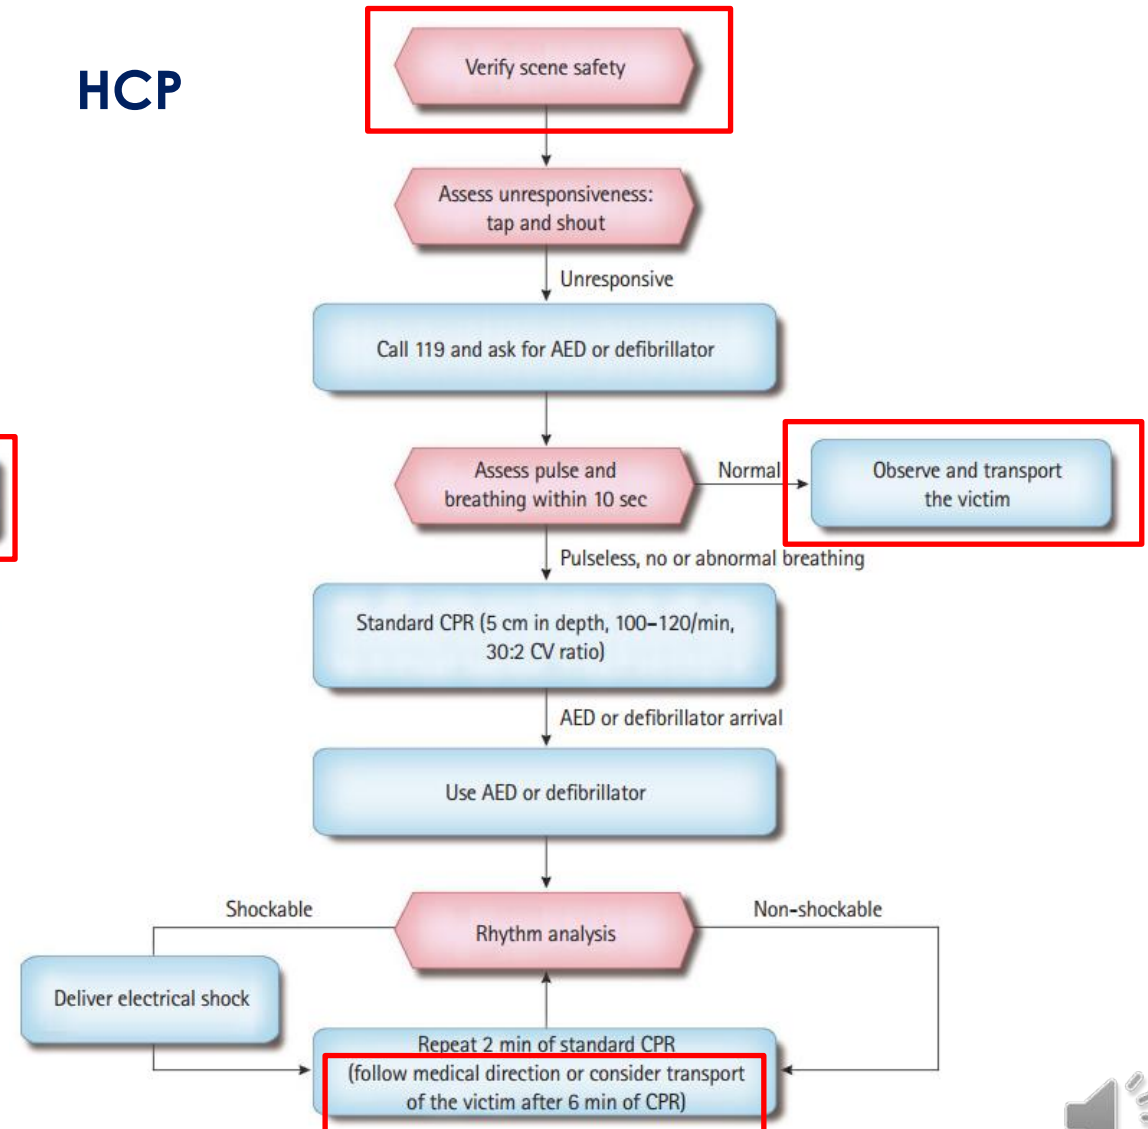 HCP
Verify scene safety
Assess unresponsiveness:
tap and shout
Unresponsive
Call 119 and ask for AED or defibrillator
Assess pulse and
breathing within 10 sec
Normal
Observe and transport
the victim
Pulseless, no or abnormal breathing
Standard CPR (5 cm in depth, 100–120/min,
30:2 CV ratio)
AED or defibrillator arrival
Use AED or defibrillator
Shockable
Non-shockable
Rhythm analysis
Deliver electrical shock
Repeat 2 min of standard CPR
(follow medical direction or consider transport
of the victim after 6 min of CPR)